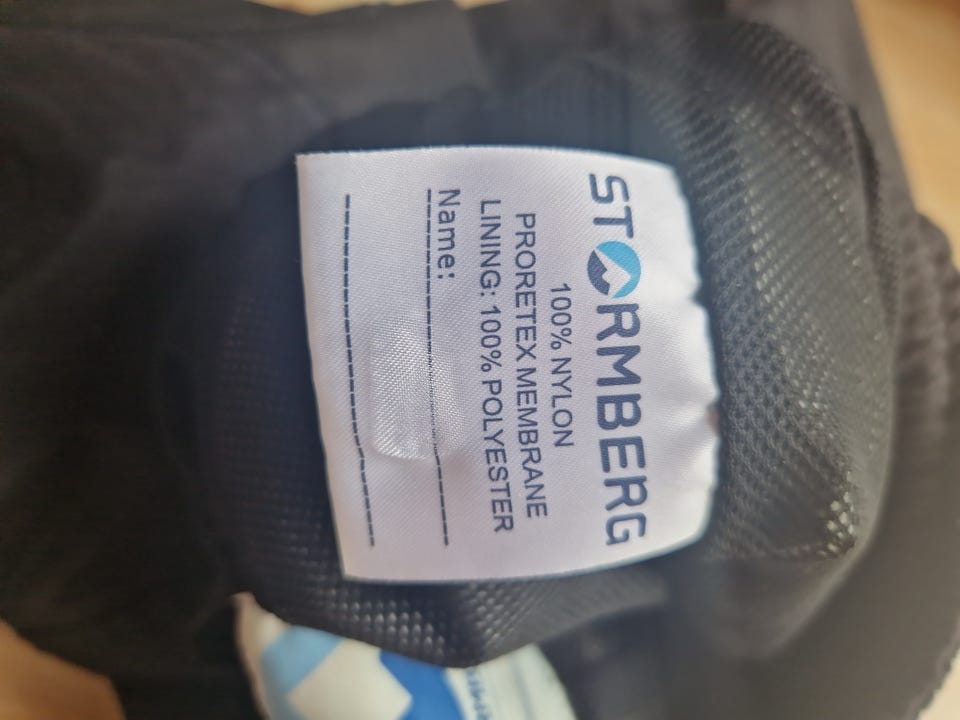 STORMBERG
100% NYLON
PRORETEX MEMBRANE
LINING: 100% POLYESTER
Name: